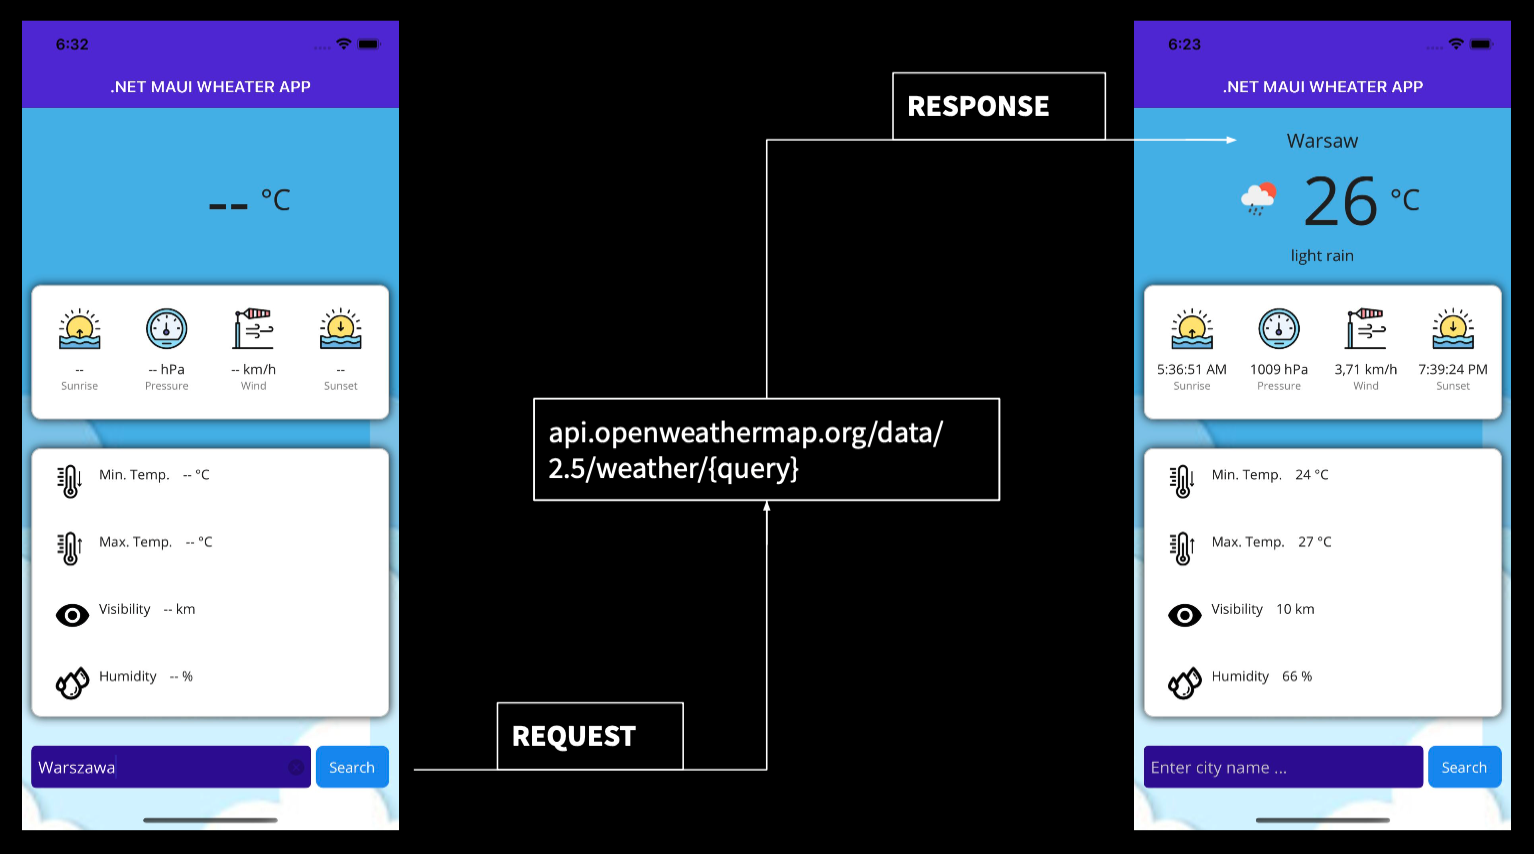 6:32
.NET MAUI WHEATER APP
-- °C
--
-- hPa
-- km/h
--
Sunrise
Pressure
Wind
Sunset
Min. Temp. -- °C
Max. Temp. -- °C
Visibility -- km
Humidity -- %
Warszawa
Search
REQUEST
api.openweathermap.org/data/
2.5/weather/{query}
RESPONSE
6:23
.NET MAUI WHEATER APP
Warsaw
26 °C
light rain
5:36:51 AM
1009 hPa
3,71 km/h
7:39:24 PM
Sunrise
Pressure
Wind
Sunset
Min. Temp. 24 °C
Max. Temp. 27 °C
Visibility 10 km
Humidity 66 %
Enter city name ...
Search